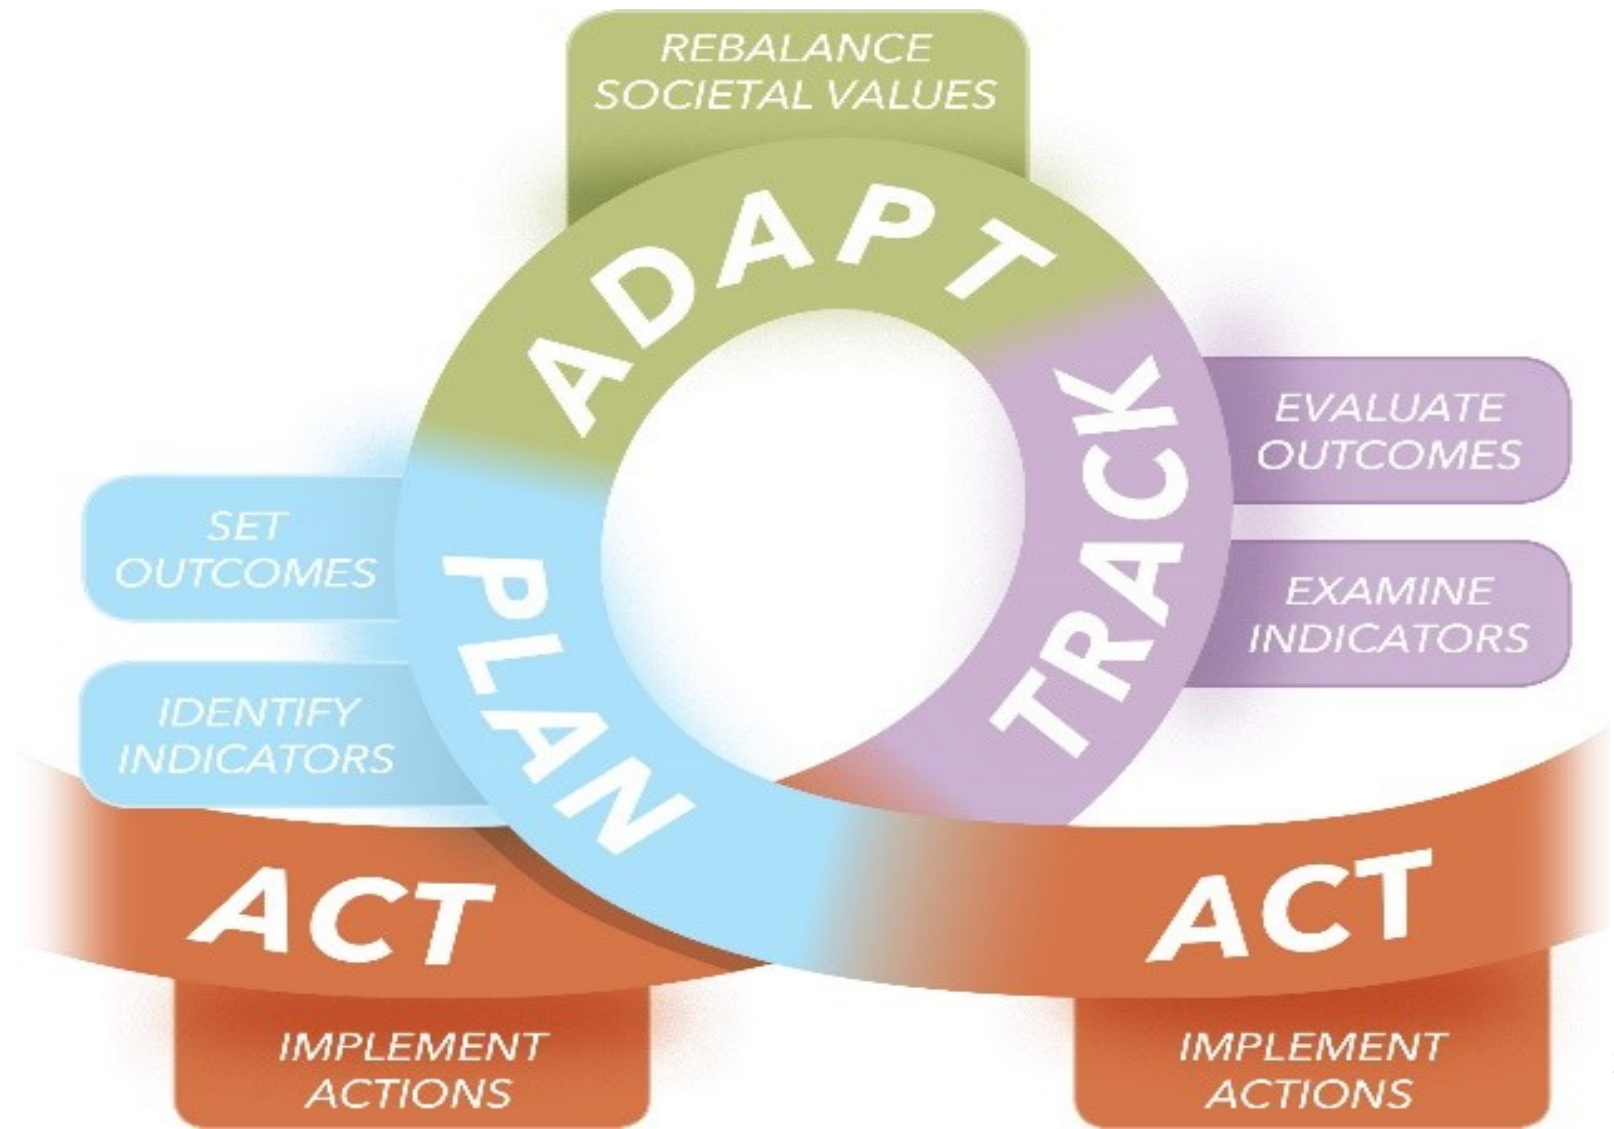 REBALANCE
SOCIETAL VALUES
ADAPT
TRACK
EVALUATE
OUTCOMES
EXAMINE
INDICATORS
SET
OUTCOMES
IDENTIFY
INDICATORS
PLAN
ACT
IMPLEMENT
ACTIONS
ACT
IMPLEMENT
ACTIONS